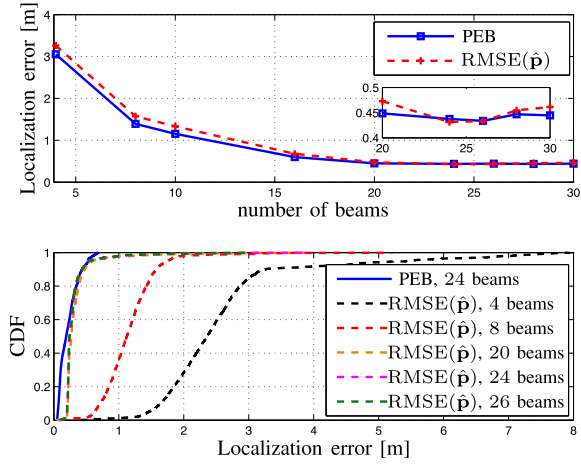 Localization error [m]
4
3
2
1
0
PEB
RMSE(p̂)
0.5
0.45
0.4
20 25 30
5 10 15 20 25 30
number of beams
CDF
1
0.8
0.6
0.4
0.2
0
PEB, 24 beams
RMSE(p̂), 4 beams
RMSE(p̂), 8 beams
RMSE(p̂), 20 beams
RMSE(p̂), 24 beams
RMSE(p̂), 26 beams
0 1 2 3 4 5 6 7 8
Localization error [m]